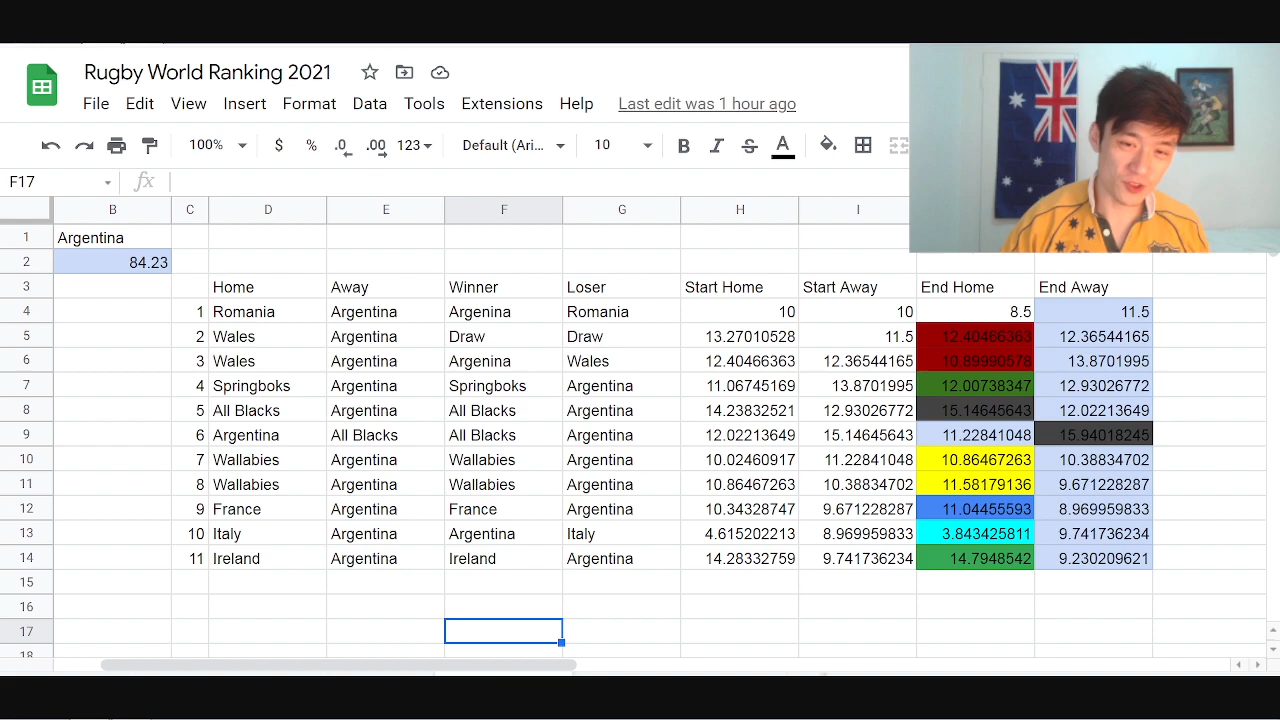 Rugby World Ranking 2021
File Edit View Insert Format Data Tools Extensions Help Last edit was 1 hour ago
100% $ % .0 .00 123 Default (Ari... 10 B I S A
F17 fx
B C D E F G H I
1 Argentina
2 84.23
3 Home Away Winner Loser Start Home Start Away End Home End Away
4 1 Romania Argentina Argenina Romania 10 10 8.5 11.5
5 2 Wales Argentina Draw Draw 13.27010528 11.5 12.40466363 12.36544165
6 3 Wales Argentina Argenina Wales 12.40466363 12.36544165 10.89990578 13.8701995
7 4 Springboks Argentina Springboks Argentina 11.06745169 13.8701995 12.00738347 12.93026772
8 5 All Blacks Argentina All Blacks Argentina 14.23832521 12.93026772 15.14645643 12.02213649
9 6 Argentina All Blacks All Blacks Argentina 12.02213649 15.14645643 11.22841048 15.94018245
10 7 Wallabies Argentina Wallabies Argentina 10.02460917 11.22841048 10.86467263 10.38834702
11 8 Wallabies Argentina Wallabies Argentina 10.86467263 10.38834702 11.58179136 9.671228287
12 9 France Argentina France Argentina 10.34328747 9.671228287 11.04455593 8.969959833
13 10 Italy Argentina Argentina Italy 4.615202213 8.969959833 3.843425811 9.741736234
14 11 Ireland Argentina Ireland Argentina 14.28332759 9.741736234 14.7948542 9.230209621
15
16
17
18